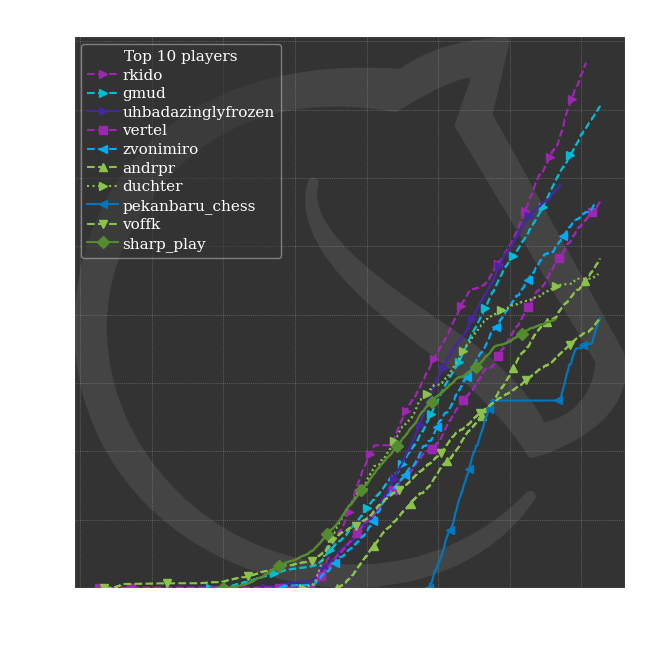 Top 10 players
rkido
gmud
uhbadazinglyfrozen
vertel
zvonimiro
andrpr
duchter
pekanbaru_chess
voffk
sharp_play